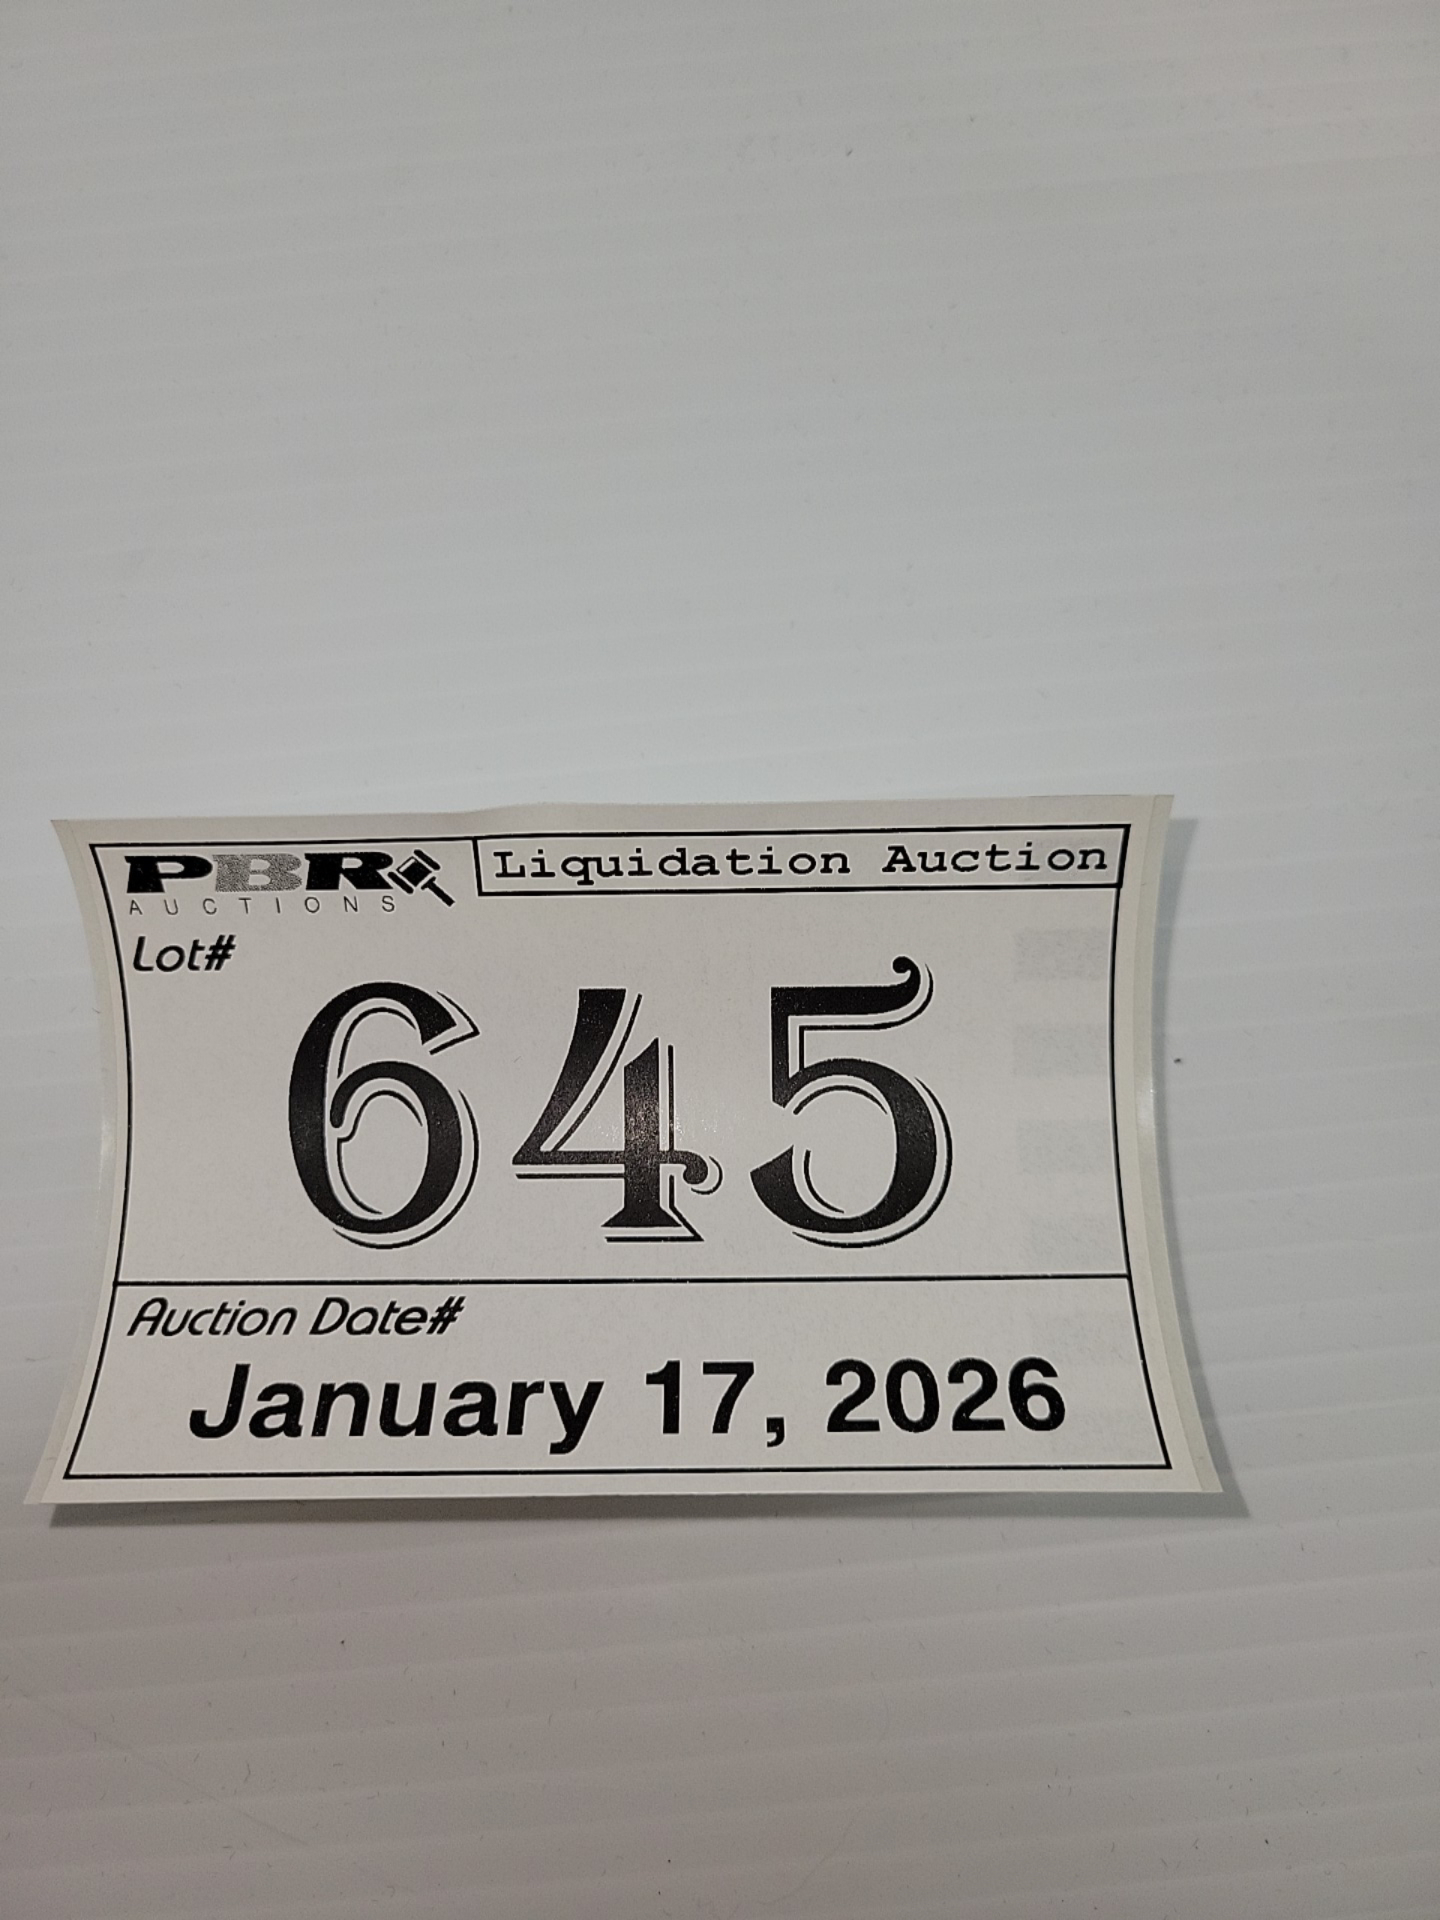 PBR
AUCTIONS
Liquidation Auction
Lot#
645
Auction Date#
January 17, 2026